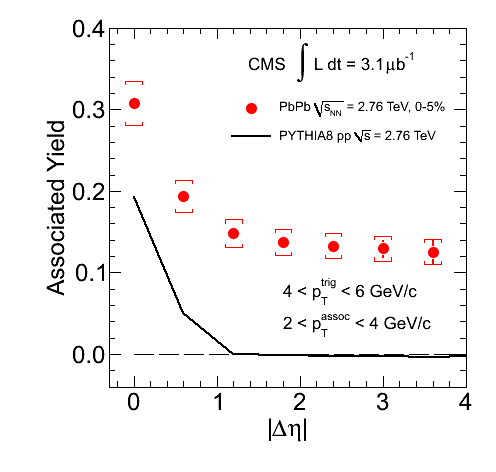 0.4
CMS ∫ L dt = 3.1 μb⁻¹
0.3
PbPb √s_NN = 2.76 TeV, 0-5%
PYTHIA8 pp √s = 2.76 TeV
Associated Yield
0.2
0.1
4 < p_T^trig < 6 GeV/c
2 < p_T^assoc < 4 GeV/c
0.0
0 1 2 3 4
|Δη|